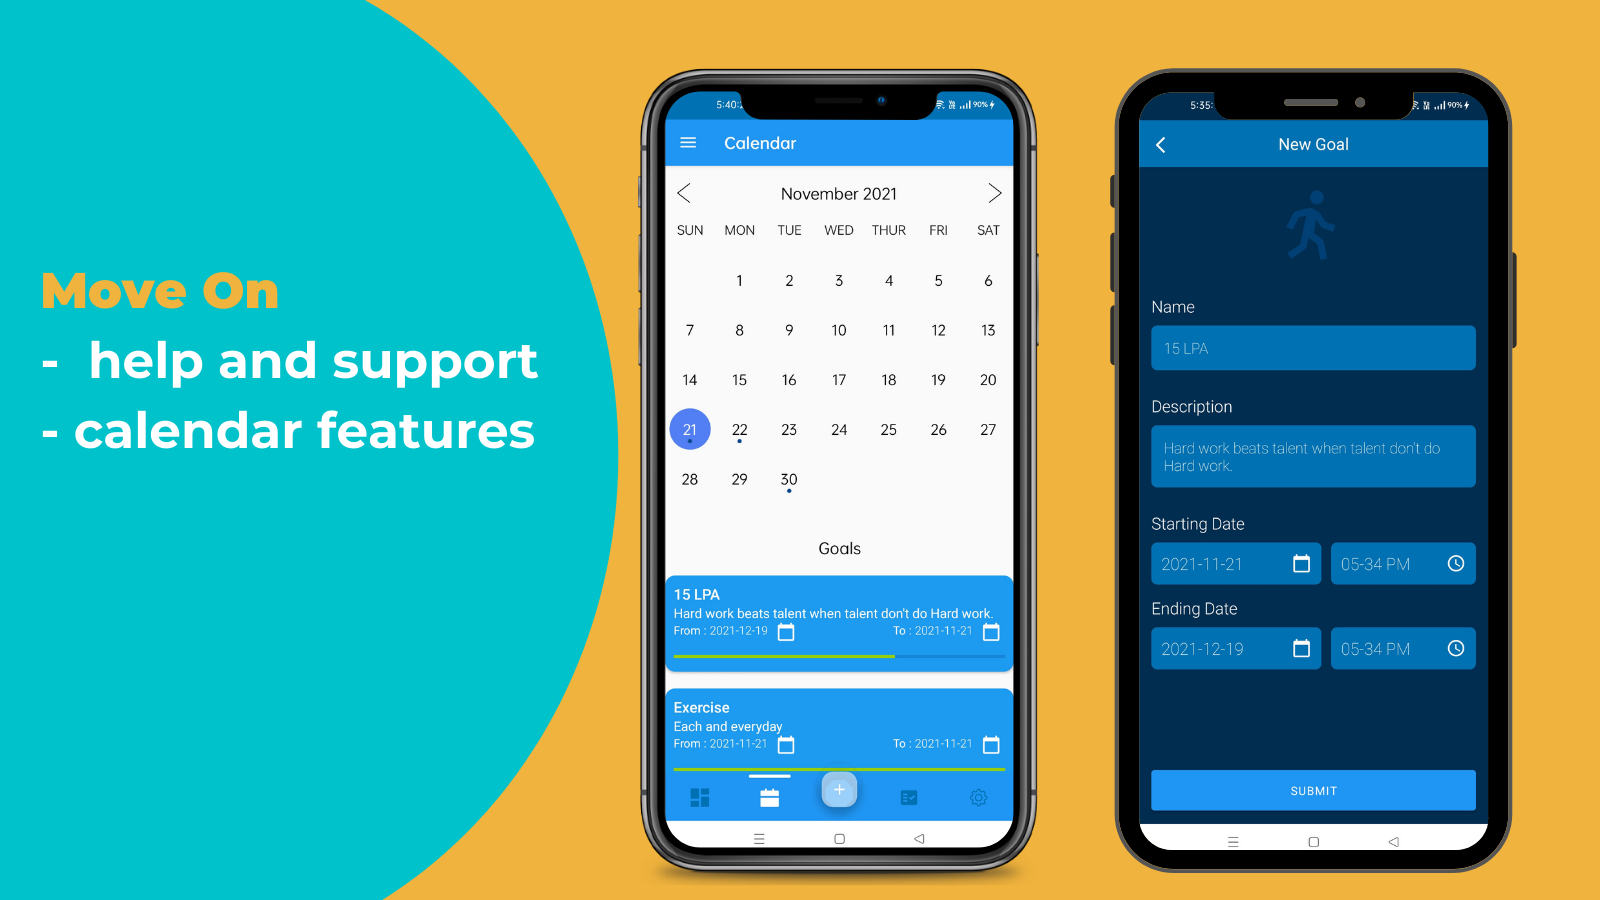 Move On
- help and support
- calendar features
5:40:
90%
Calendar
November 2021
SUN MON TUE WED THUR FRI SAT
1 2 3 4 5 6
7 8 9 10 11 12 13
14 15 16 17 18 19 20
21 22 23 24 25 26 27
28 29 30
Goals
15 LPA
Hard work beats talent when talent don't do Hard work.
From : 2021-12-19 To : 2021-11-21
Exercise
Each and everyday
From : 2021-11-21 To : 2021-11-21
5:35:
90%
New Goal
Name
15 LPA
Description
Hard work beats talent when talent don't do
Hard work.
Starting Date
2021-11-21 05-34 PM
Ending Date
2021-12-19 05-34 PM
SUBMIT